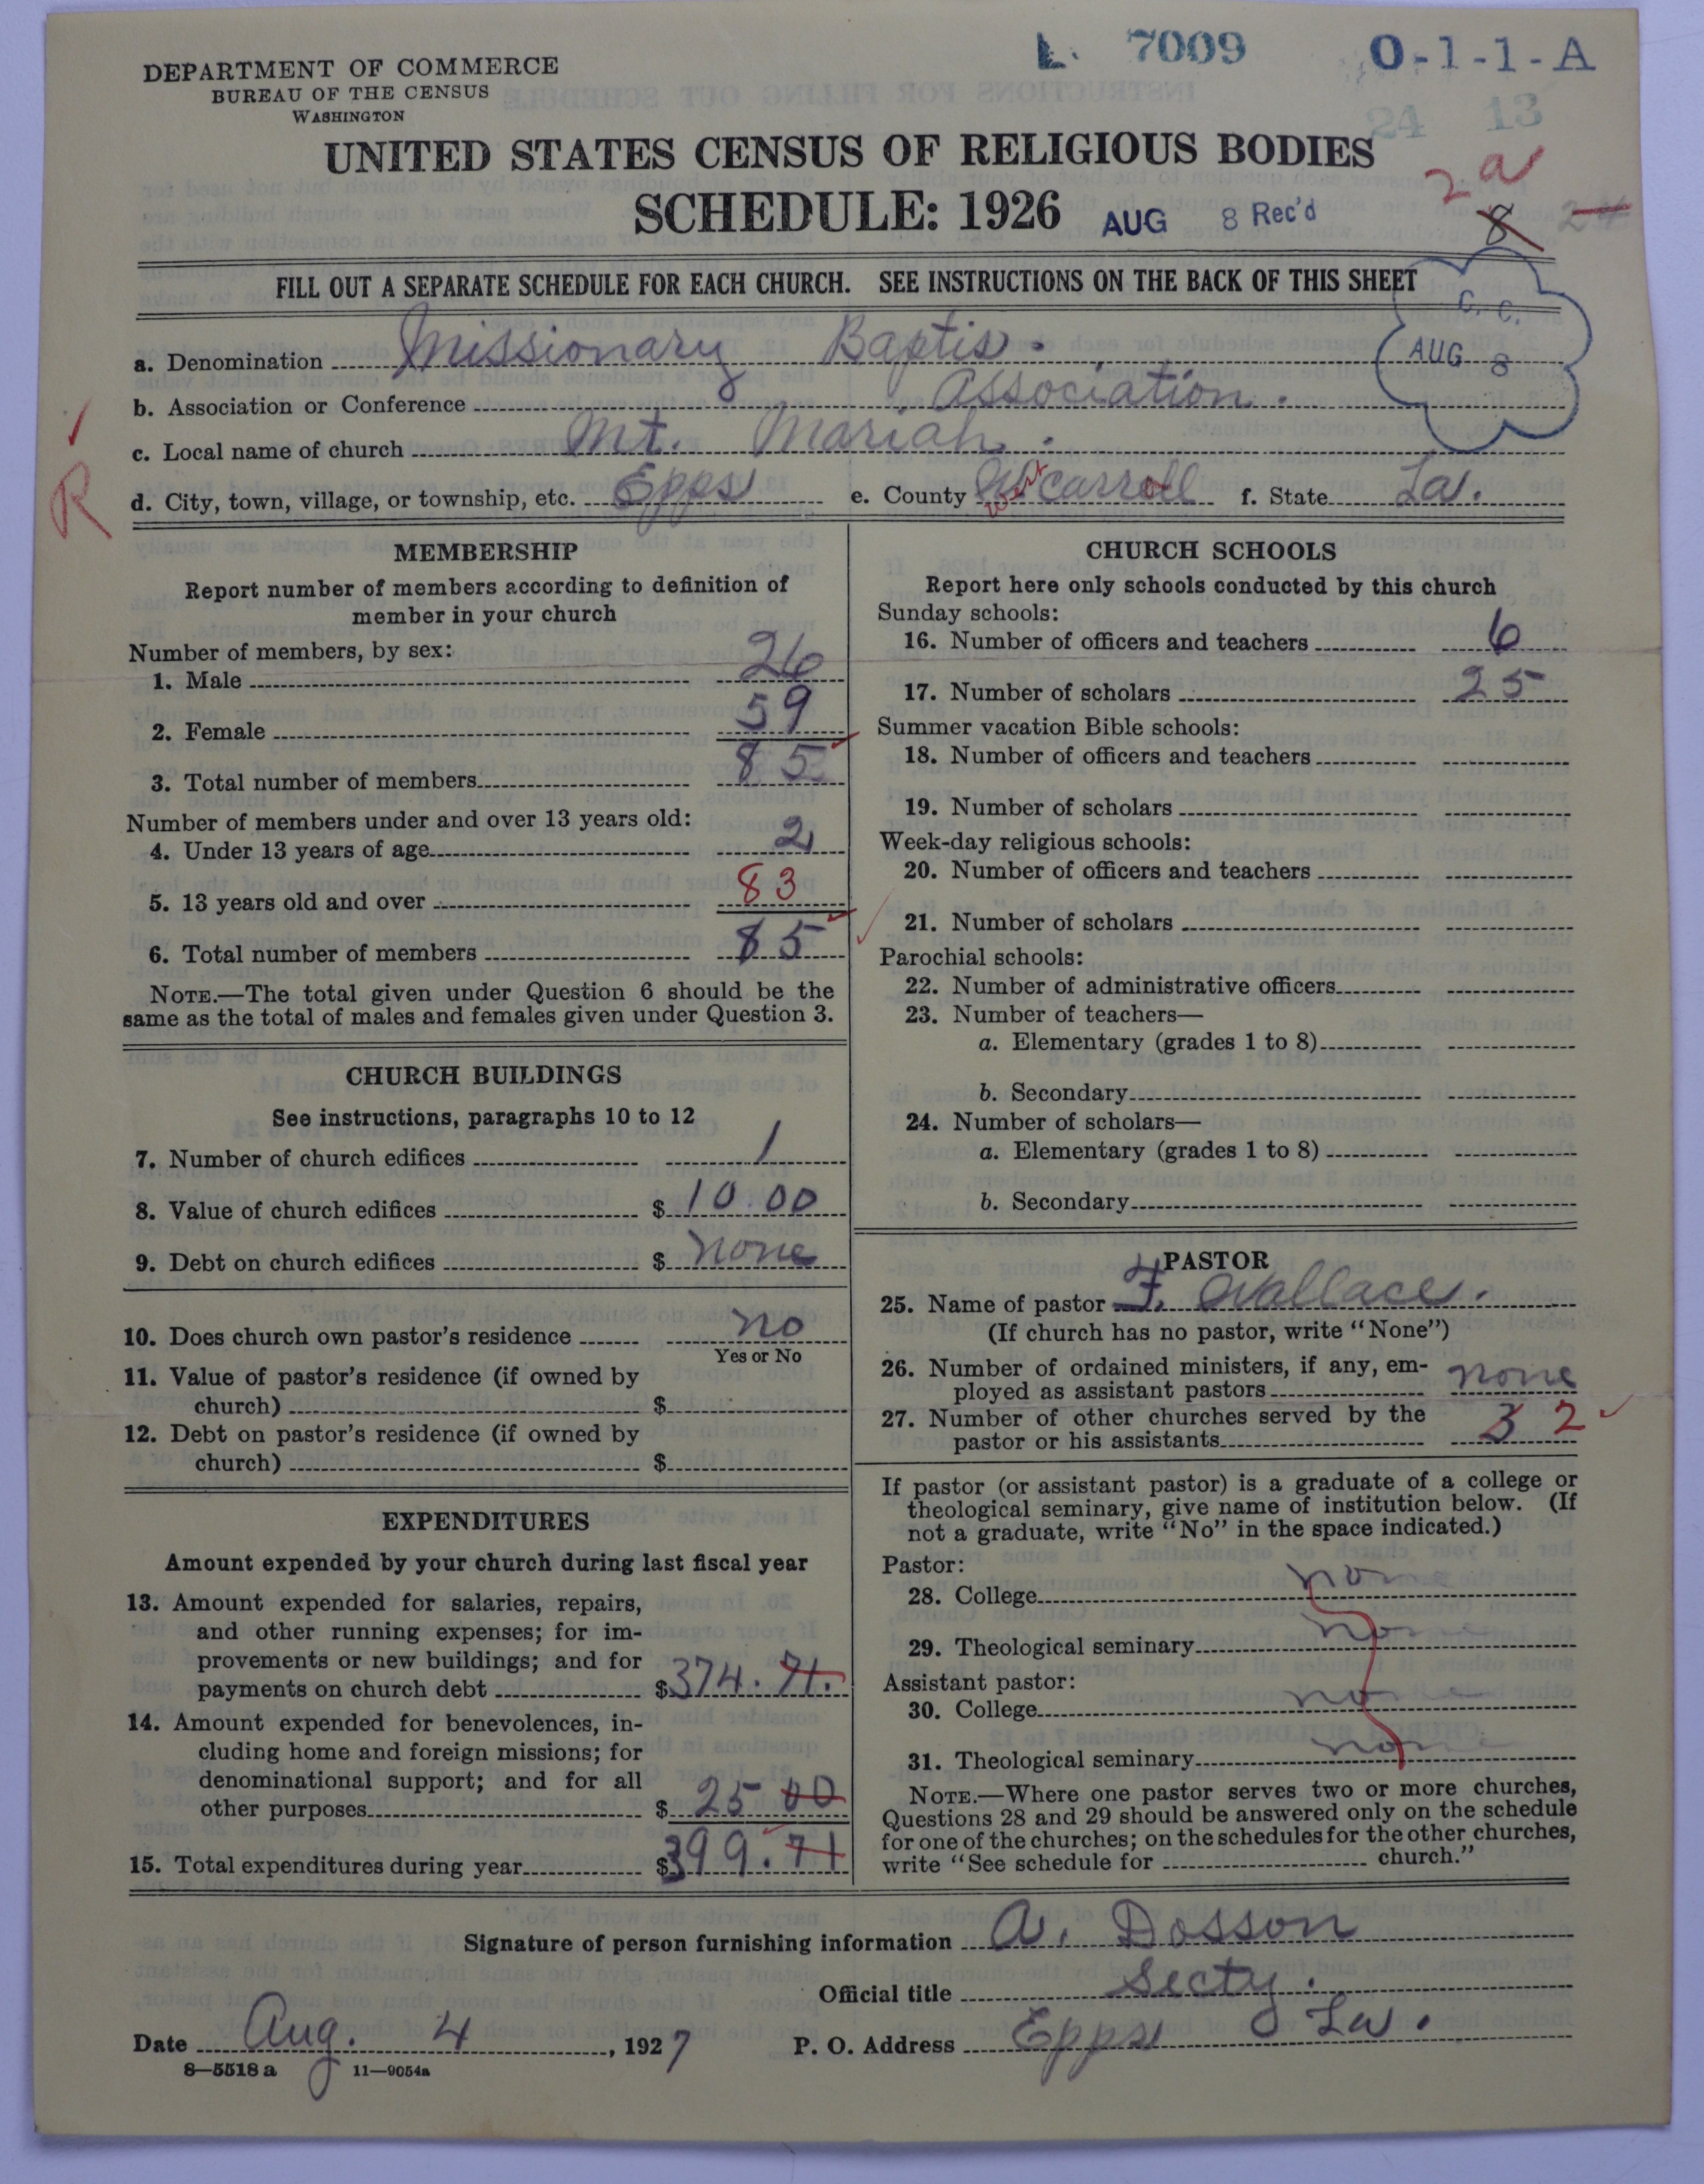 L. 7009 0-1-1-A
DEPARTMENT OF COMMERCE
BUREAU OF THE CENSUS
WASHINGTON
24 13
UNITED STATES CENSUS OF RELIGIOUS BODIES
2 a
SCHEDULE: 1926 AUG 8 Rec'd
8 24
FILL OUT A SEPARATE SCHEDULE FOR EACH CHURCH. SEE INSTRUCTIONS ON THE BACK OF THIS SHEET
C. C.
AUG 8
a. Denomination Missionary Baptis.
b. Association or Conference Association.
c. Local name of church Mt. Mariah.
R
d. City, town, village, or township, etc. Epps e. County W West carroll f. State La.
MEMBERSHIP
Report number of members according to definition of
member in your church
Number of members, by sex:
1. Male 26
2. Female 59
3. Total number of members 85
Number of members under and over 13 years old:
4. Under 13 years of age 2
5. 13 years old and over 83
6. Total number of members 85
NOTE.—The total given under Question 6 should be the
same as the total of males and females given under Question 3.
CHURCH BUILDINGS
See instructions, paragraphs 10 to 12
7. Number of church edifices 1
8. Value of church edifices $ 10.00
9. Debt on church edifices $ none
10. Does church own pastor's residence no
Yes or No
11. Value of pastor's residence (if owned by
church) $
12. Debt on pastor's residence (if owned by
church) $
EXPENDITURES
Amount expended by your church during last fiscal year
13. Amount expended for salaries, repairs,
and other running expenses; for im-
provements or new buildings; and for
payments on church debt $374.71.
14. Amount expended for benevolences, in-
cluding home and foreign missions; for
denominational support; and for all
other purposes $ 25 00
15. Total expenditures during year $399.71
CHURCH SCHOOLS
Report here only schools conducted by this church
Sunday schools:
16. Number of officers and teachers 6
17. Number of scholars 25
Summer vacation Bible schools:
18. Number of officers and teachers
19. Number of scholars
Week-day religious schools:
20. Number of officers and teachers
21. Number of scholars
Parochial schools:
22. Number of administrative officers
23. Number of teachers—
a. Elementary (grades 1 to 8)
b. Secondary
24. Number of scholars—
a. Elementary (grades 1 to 8)
b. Secondary
PASTOR
25. Name of pastor F. Wallace.
(If church has no pastor, write "None")
26. Number of ordained ministers, if any, em-
ployed as assistant pastors none
27. Number of other churches served by the
pastor or his assistants 3 2
If pastor (or assistant pastor) is a graduate of a college or
theological seminary, give name of institution below. (If
not a graduate, write "No" in the space indicated.)
Pastor:
28. College none
29. Theological seminary none
Assistant pastor:
30. College none
31. Theological seminary none
NOTE.—Where one pastor serves two or more churches,
Questions 28 and 29 should be answered only on the schedule
for one of the churches; on the schedules for the other churches,
write "See schedule for church."
Signature of person furnishing information A. Dosson
Official title Secty.
Date Aug. 4, 1927 P. O. Address Epps La.
8—5518 a 11—9054a